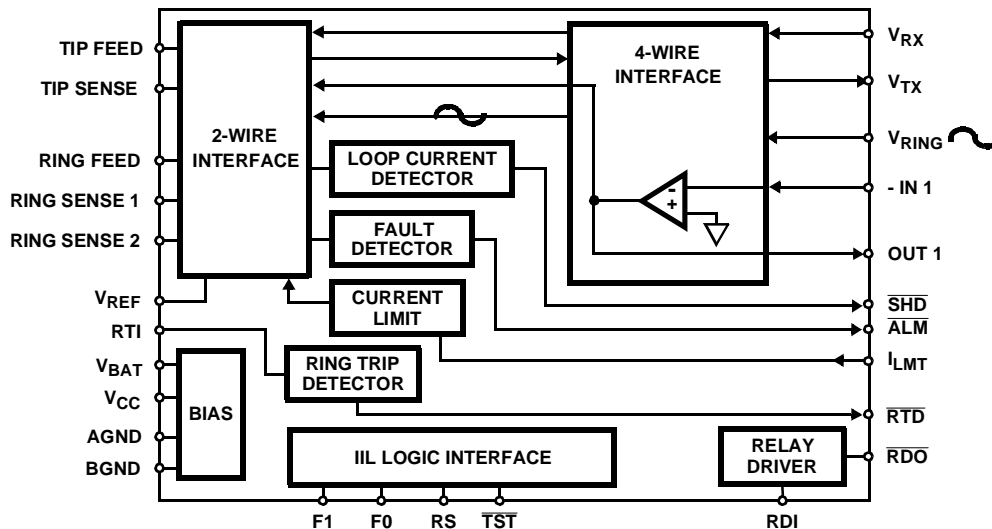 TIP FEED
TIP SENSE
RING FEED
RING SENSE 1
RING SENSE 2
VREF
RTI
VBAT
VCC
AGND
BGND
2-WIRE
INTERFACE
4-WIRE
INTERFACE
-
+
LOOP CURRENT
DETECTOR
FAULT
DETECTOR
CURRENT
LIMIT
RING TRIP
DETECTOR
BIAS
IIL LOGIC INTERFACE
RELAY
DRIVER
VRX
VTX
VRING
- IN 1
OUT 1
SHD
ALM
ILMT
RTD
RDO
F1
F0
RS
TST
RDI